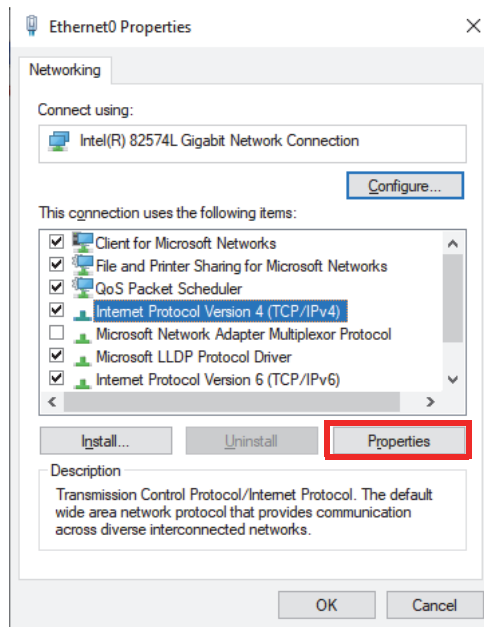 Ethernet0 Properties
Networking
Connect using:
Intel(R) 82574L Gigabit Network Connection
Configure...
This connection uses the following items:
Client for Microsoft Networks
File and Printer Sharing for Microsoft Networks
QoS Packet Scheduler
Internet Protocol Version 4 (TCP/IPv4)
Microsoft Network Adapter Multiplexor Protocol
Microsoft LLDP Protocol Driver
Internet Protocol Version 6 (TCP/IPv6)
Install...
Uninstall
Properties
Description
Transmission Control Protocol/Internet Protocol. The default
wide area network protocol that provides communication
across diverse interconnected networks.
OK
Cancel